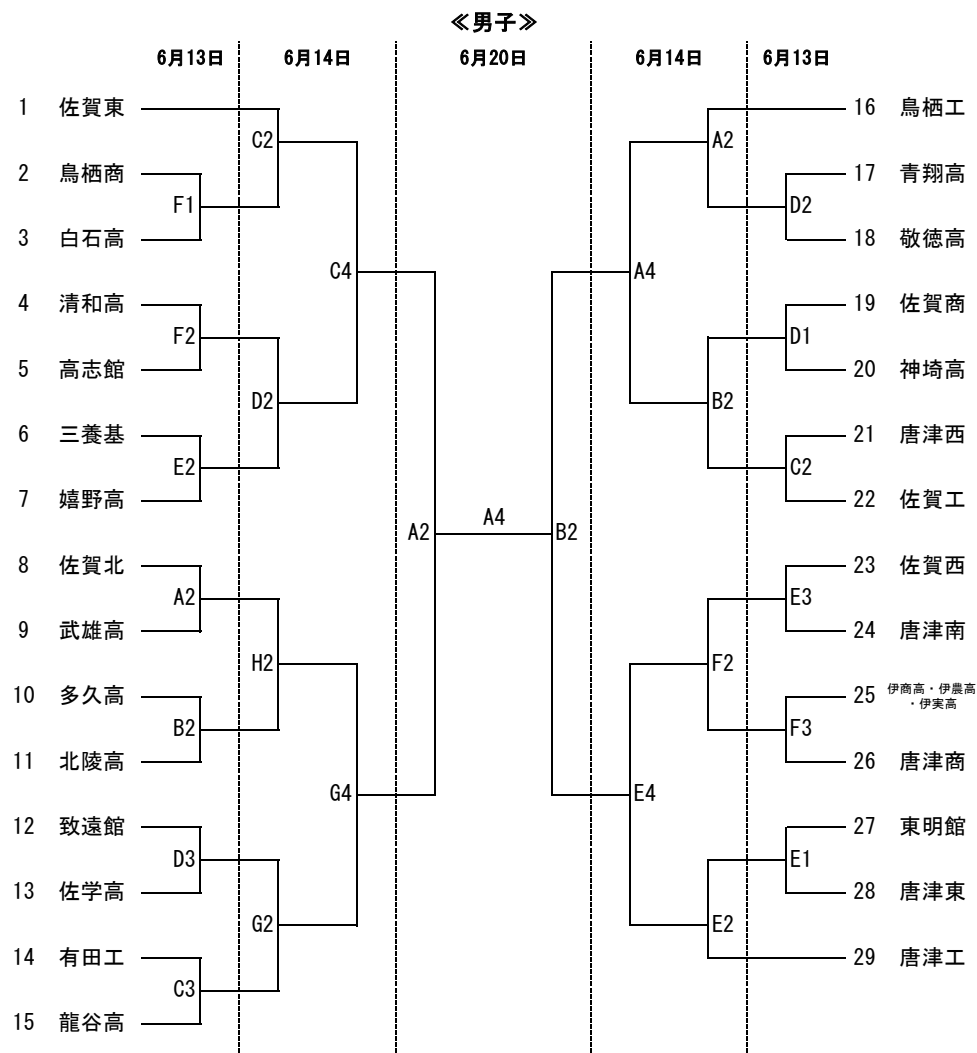 ≪男子≫
6月13日 6月14日 6月20日 6月14日 6月13日
1 佐賀東 16 鳥栖工
C2 A2
2 鳥栖商 17 青翔高
F1 D2
3 白石高 18 敬徳高
C4 A4
4 清和高 19 佐賀商
F2 D1
5 高志館 20 神埼高
D2 B2
6 三養基 21 唐津西
E2 C2
7 嬉野高 22 佐賀工
A2 A4 B2
8 佐賀北 23 佐賀西
A2 E3
9 武雄高 24 唐津南
H2 F2
10 多久高 25 伊商高・伊農高
・伊実高
B2 F3
11 北陵高 26 唐津商
G4 E4
12 致遠館 27 東明館
D3 E1
13 佐学高 28 唐津東
G2 E2
14 有田工 29 唐津工
C3
15 龍谷高